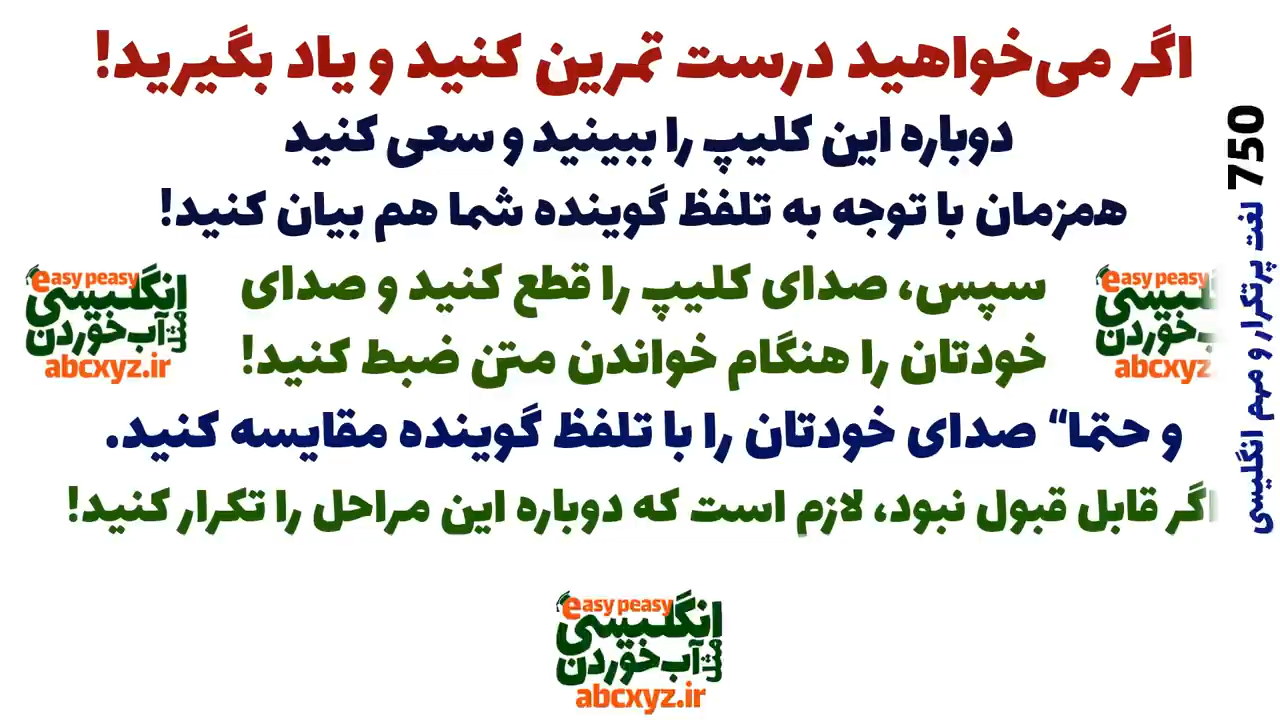 اگر می‌خواهید درست تمرین کنید و یاد بگیرید!
دوباره این کلیپ را ببینید و سعی کنید
همزمان با توجه به تلفظ گوینده شما هم بیان کنید!
سپس، صدای کلیپ را قطع کنید و صدای
خودتان را هنگام خواندن متن ضبط کنید!
و حتما“ صدای خودتان را با تلفظ گوینده مقایسه کنید.
اگر قابل قبول نبود، لازم است که دوباره این مراحل را تکرار کنید!
750 لغت پرتکرار و مهم انگلیسی
easy peasy
انگلیسی
مثل آب خوردن
abcxyz.ir
easy peasy
انگلیسی
آب خوردن
abcxyz.ir
easy peasy
انگلیسی
مثل آب خوردن
abcxyz.ir